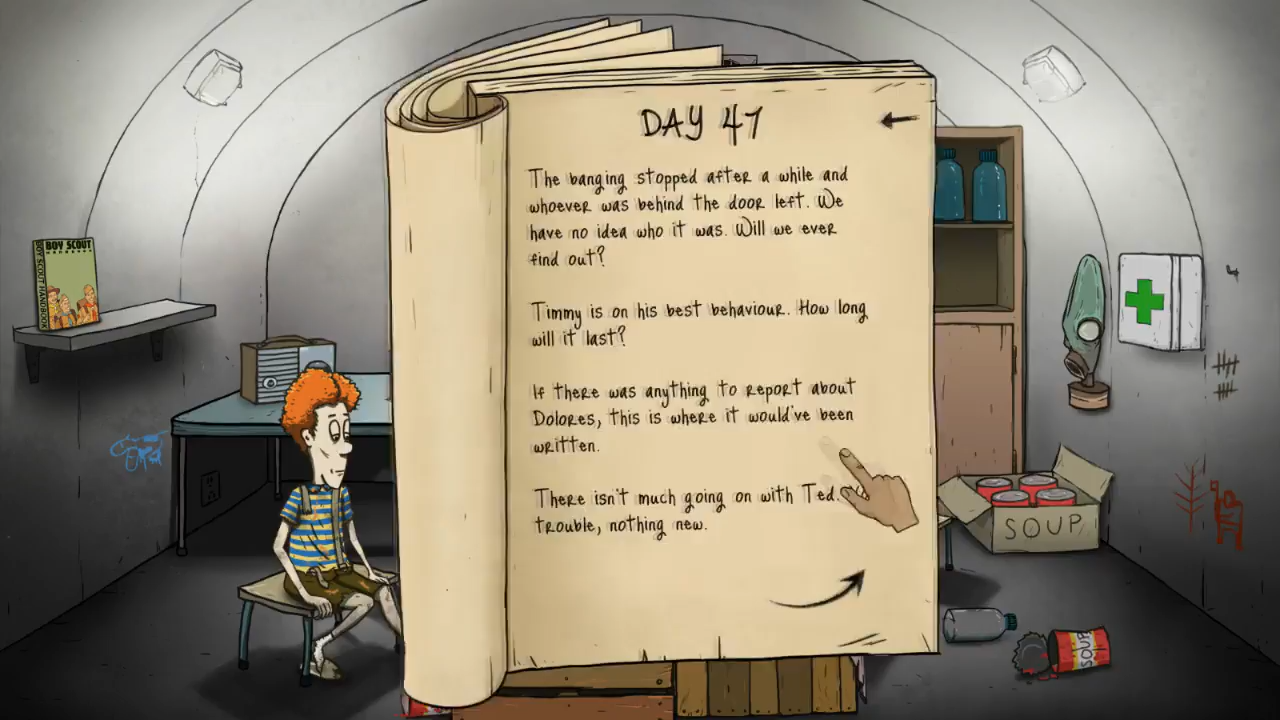 DAY 47
The banging stopped after a while and
whoever was behind the door left. We
have no idea who it was. Will we ever
find out?
Timmy is on his best behaviour. How long
will it last?
If there was anything to report about
Dolores, this is where it would've been
written.
There isn't much going on with Ted.
trouble, nothing new.
BOY SCOUT
BOY SCOUT HANDBOOK
SOUP
SOUP